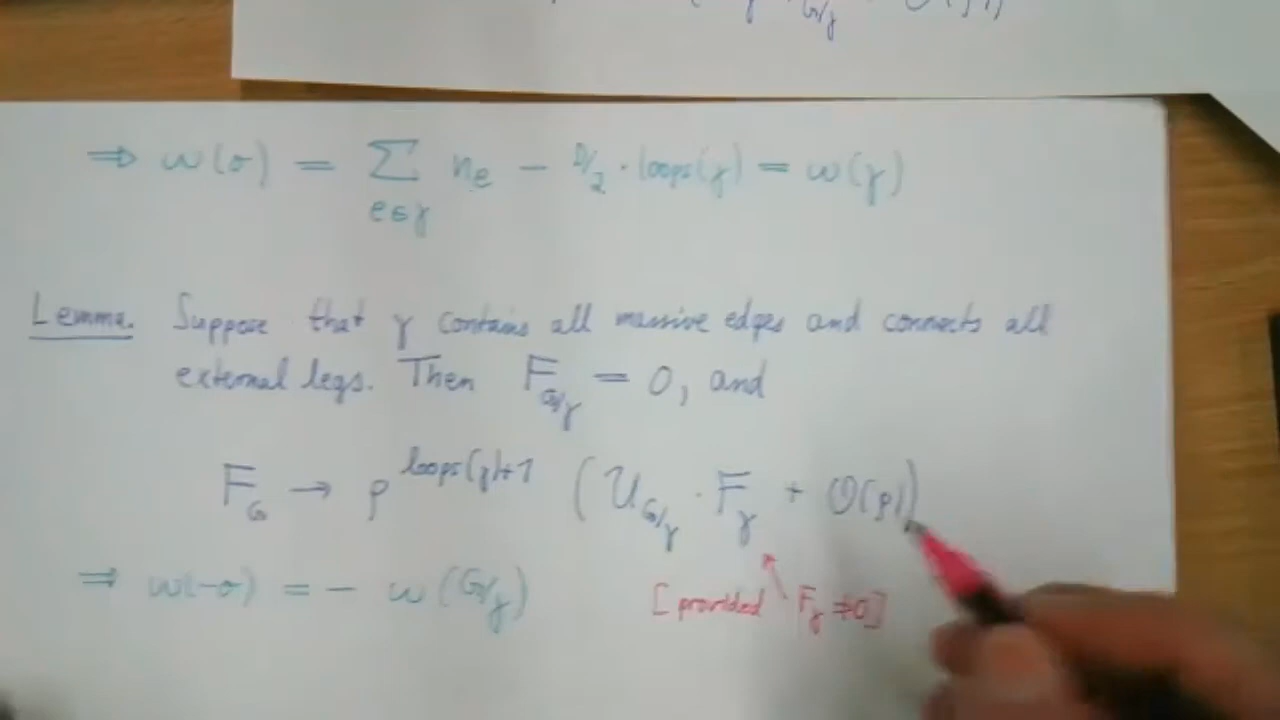 G/γ
⇒ ω(σ) = Σ nₑ − D/2 · loops(γ) = ω(γ)
e∈γ
Lemma. Suppose that γ contains all massive edges and connects all
external legs. Then F_{G/γ} = 0, and
F_G → ρ^{loops(γ)+1} (U_{G/γ} · F_γ + O(ρ))
⇒ ω(−σ) = − ω(G/γ)
[provided F_γ ≠ 0]